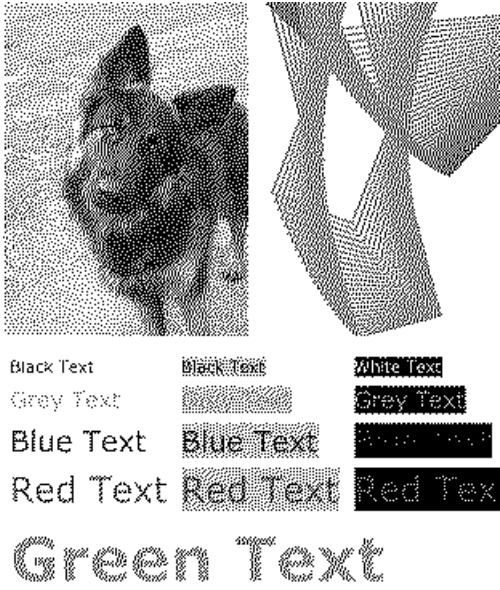 Black Text Black Text White Text
Grey Text Grey Text
Blue Text Blue Text
Red Text Red Text Red Tex
Green Text